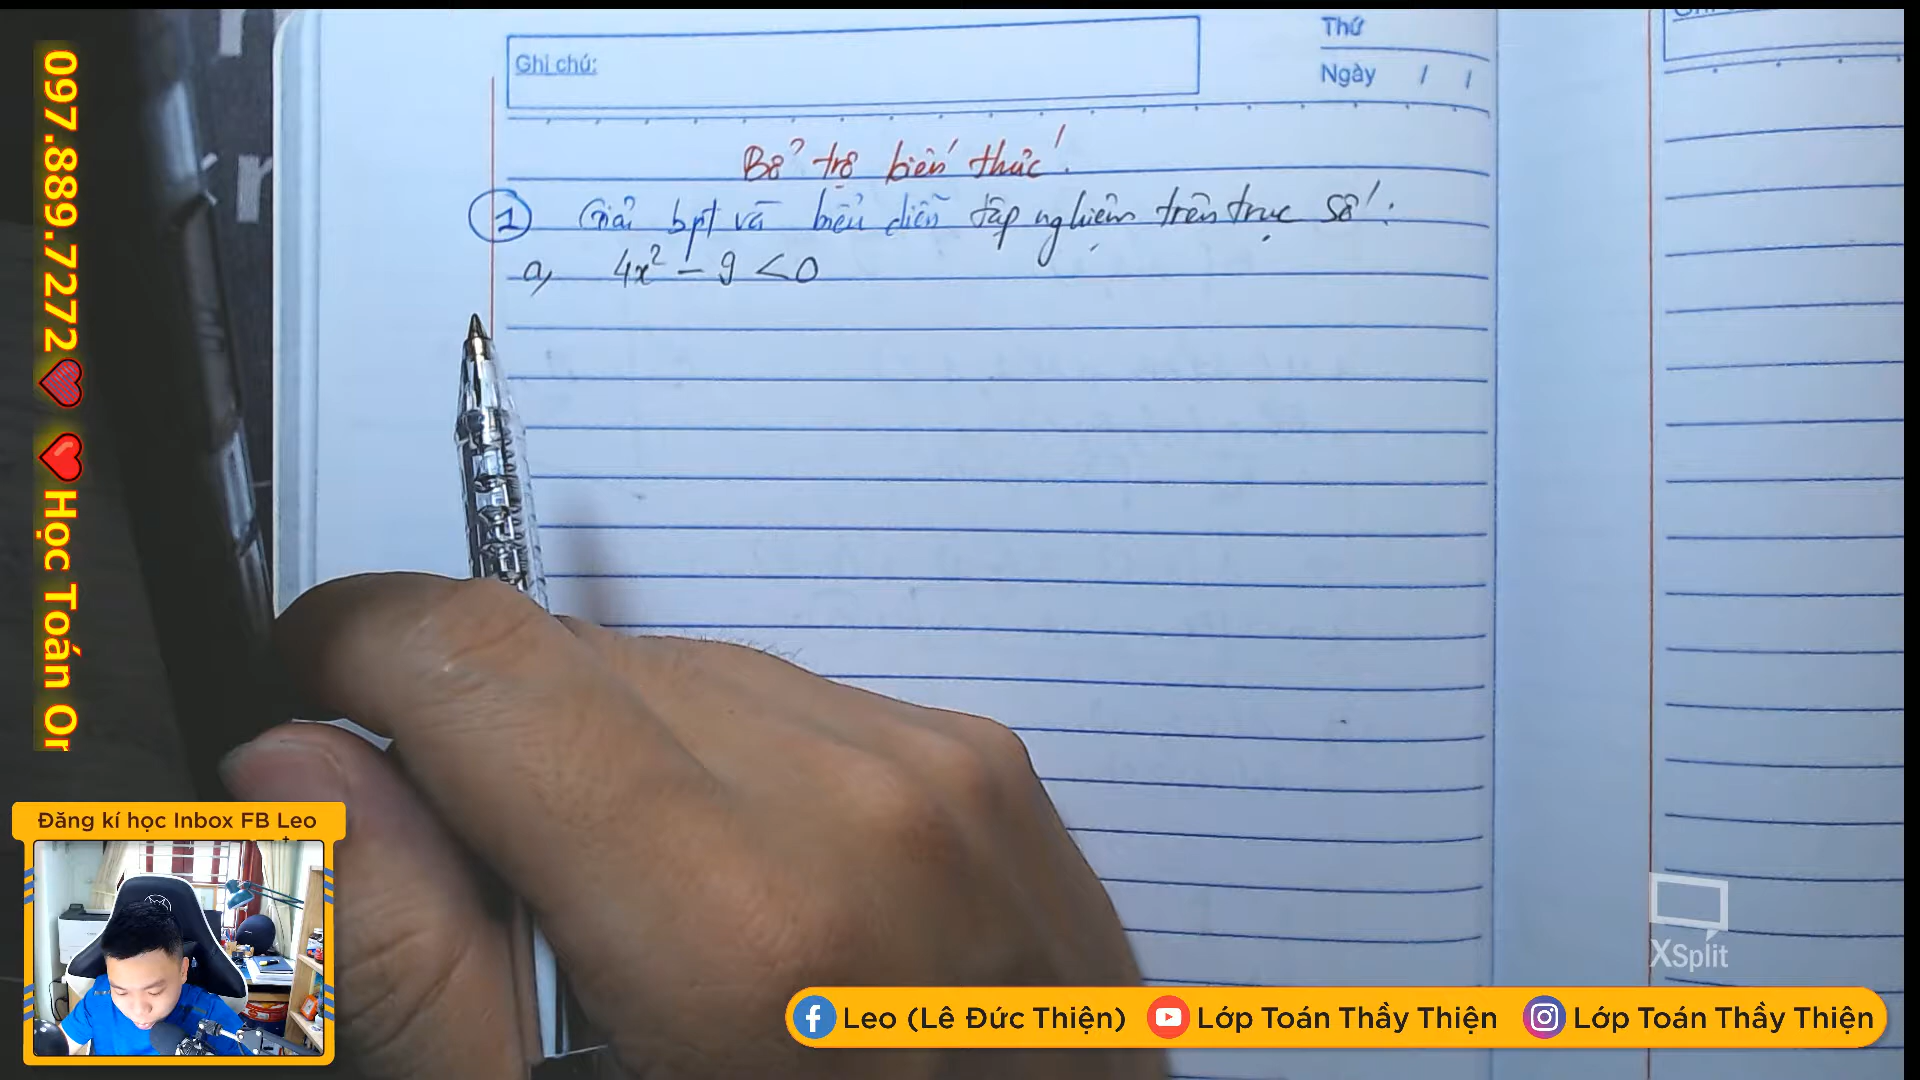 Thứ
Ghi chú:
Ngày / /
Bổ trợ kiến thức.
1 Giải bpt và biểu diễn tập nghiệm trên trục số:
a, 4x² - 9 < 0
097.889.7272 Học Toán On
Đăng kí học Inbox FB Leo
XSplit
Leo (Lê Đức Thiện) Lớp Toán Thầy Thiện Lớp Toán Thầy Thiện